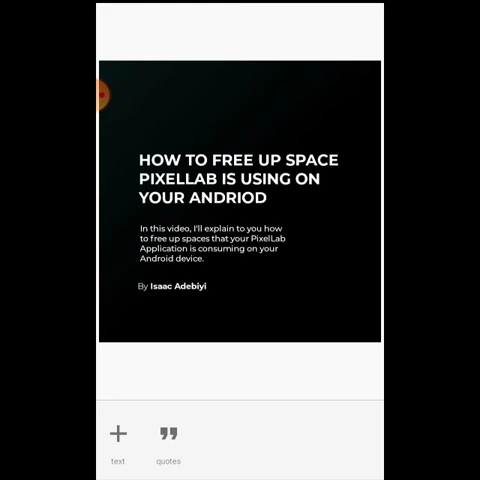 HOW TO FREE UP SPACE
PIXELLAB IS USING ON
YOUR ANDRIOD
In this video, I'll explain to you how
to free up spaces that your PixelLab
Application is consuming on your
Android device.
By Isaac Adebiyi
text quotes